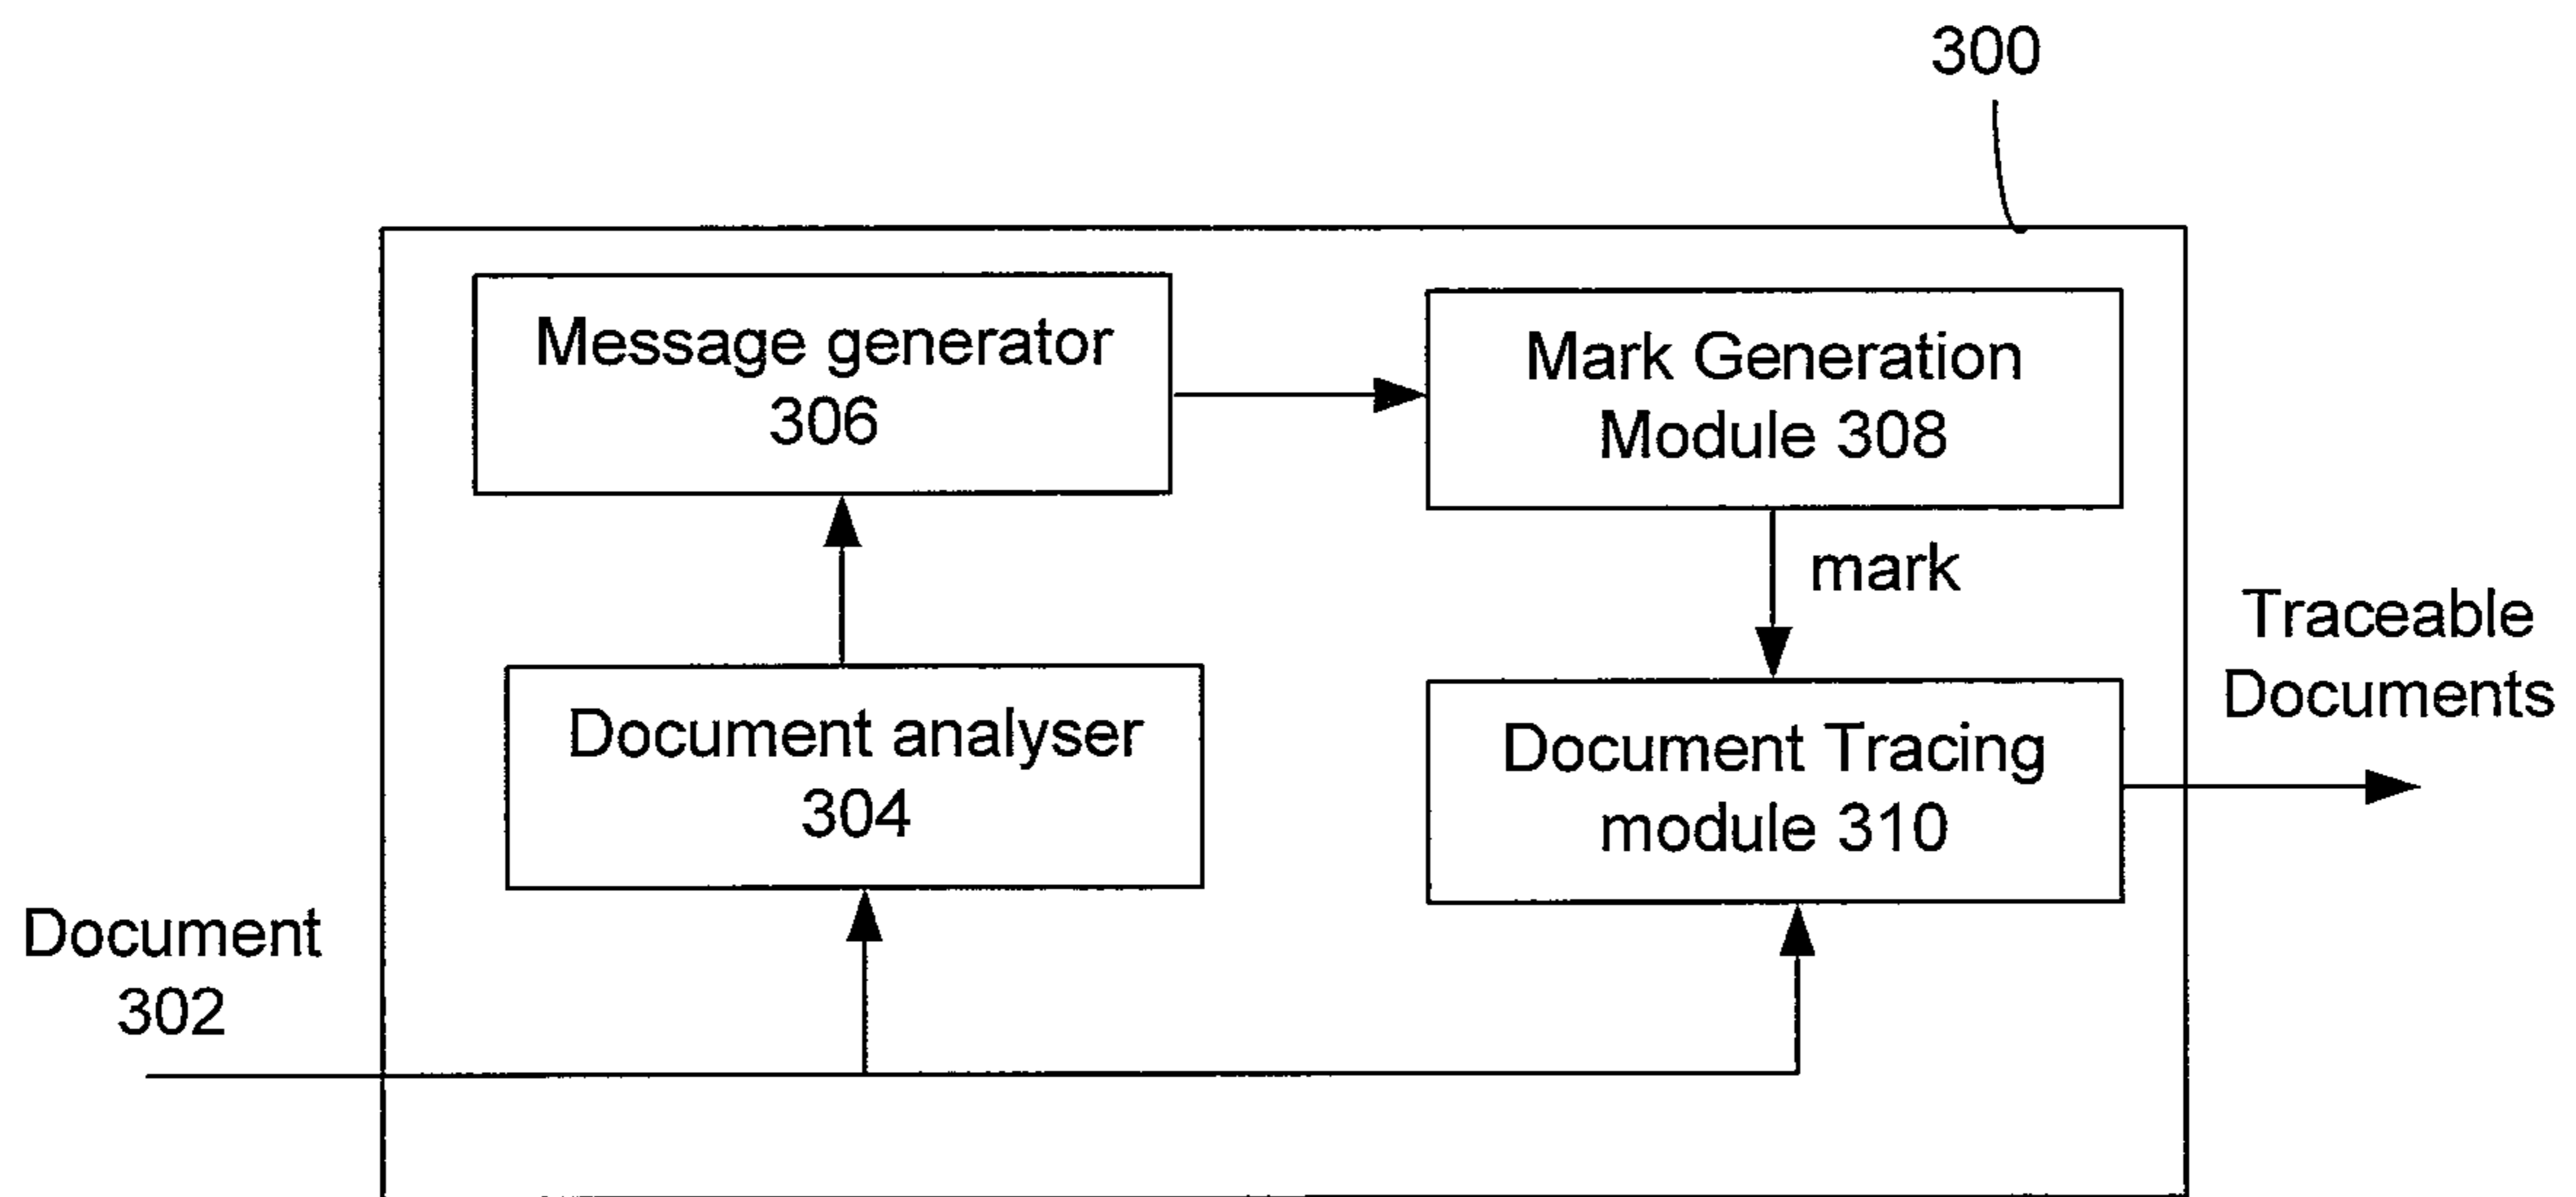 300
Message generator
306
Mark Generation
Module 308
mark
Document analyser
304
Document Tracing
module 310
Traceable
Documents
Document
302